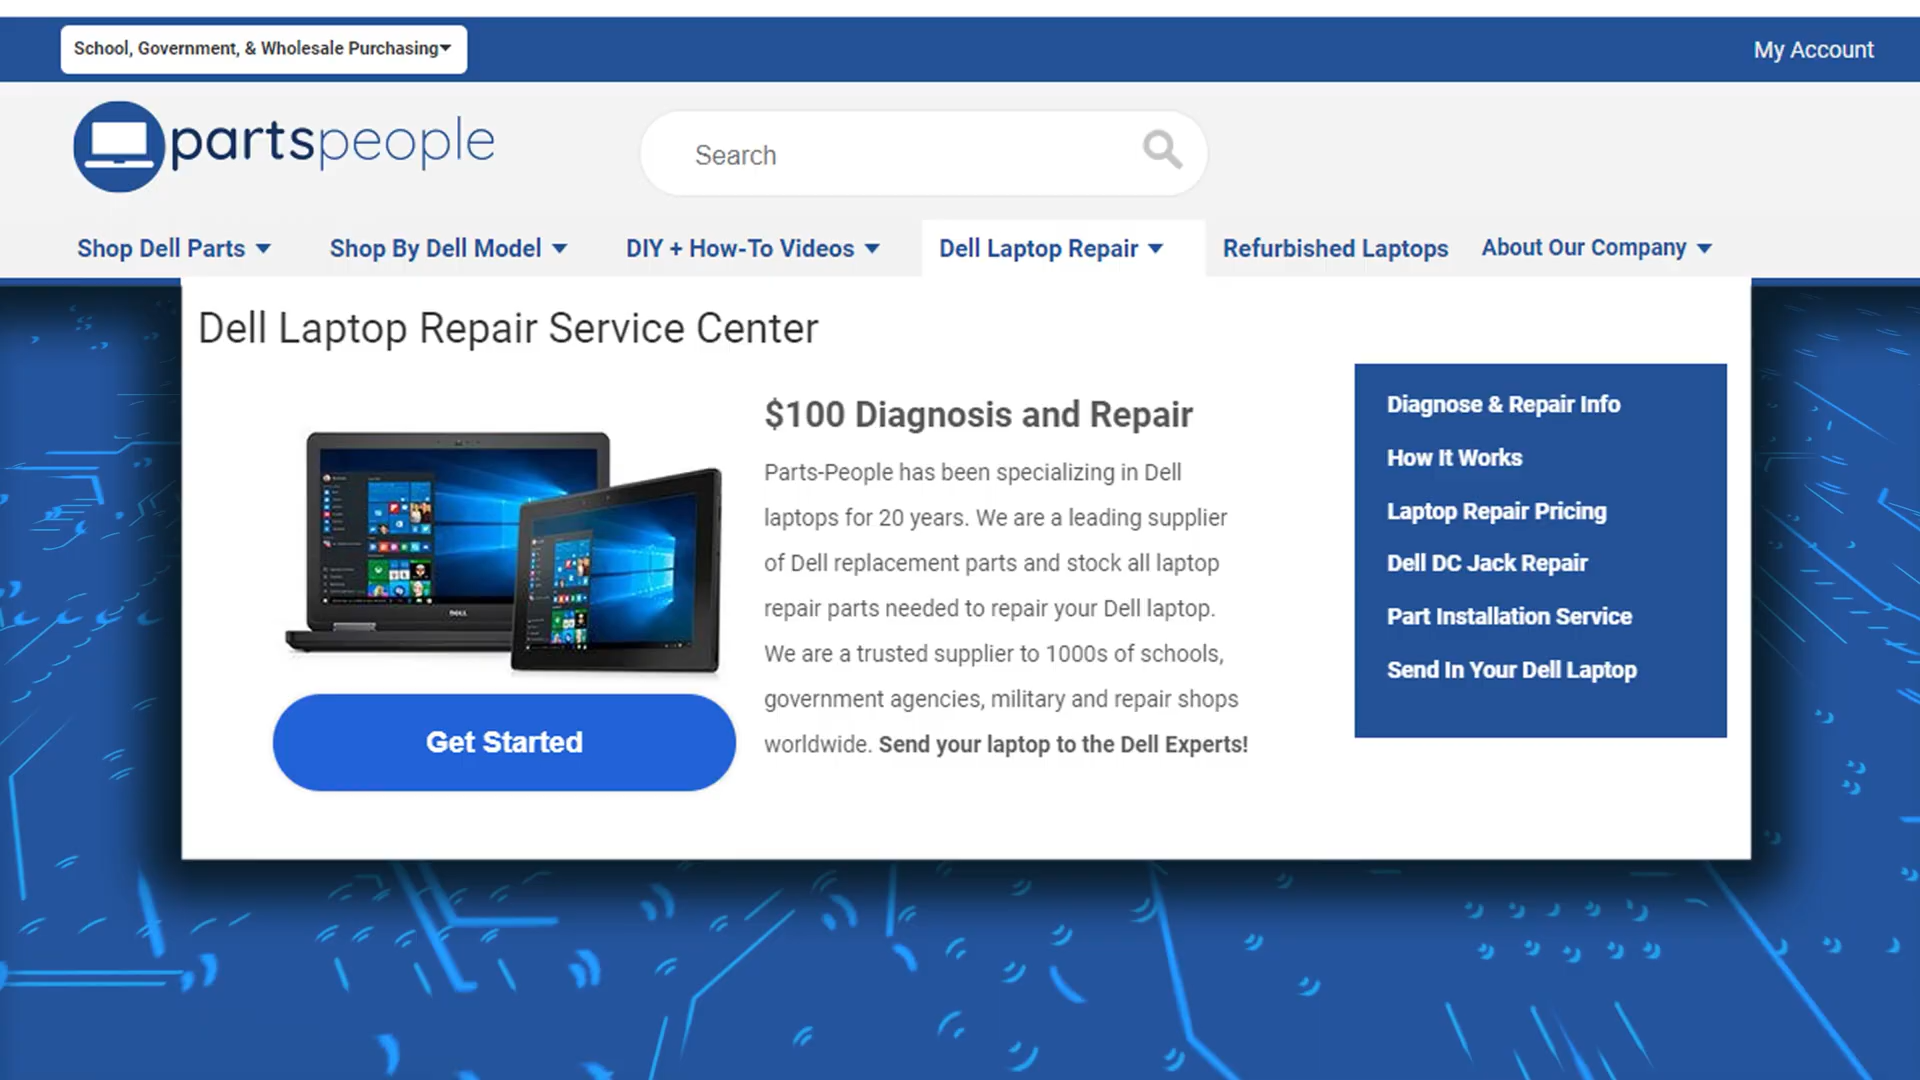 School, Government, & Wholesale Purchasing
My Account
partspeople
Search
Shop Dell Parts
Shop By Dell Model
DIY + How-To Videos
Dell Laptop Repair
Refurbished Laptops
About Our Company
Dell Laptop Repair Service Center
$100 Diagnosis and Repair
Parts-People has been specializing in Dell
laptops for 20 years. We are a leading supplier
of Dell replacement parts and stock all laptop
repair parts needed to repair your Dell laptop.
We are a trusted supplier to 1000s of schools,
government agencies, military and repair shops
worldwide. Send your laptop to the Dell Experts!
DELL
Get Started
Diagnose & Repair Info
How It Works
Laptop Repair Pricing
Dell DC Jack Repair
Part Installation Service
Send In Your Dell Laptop